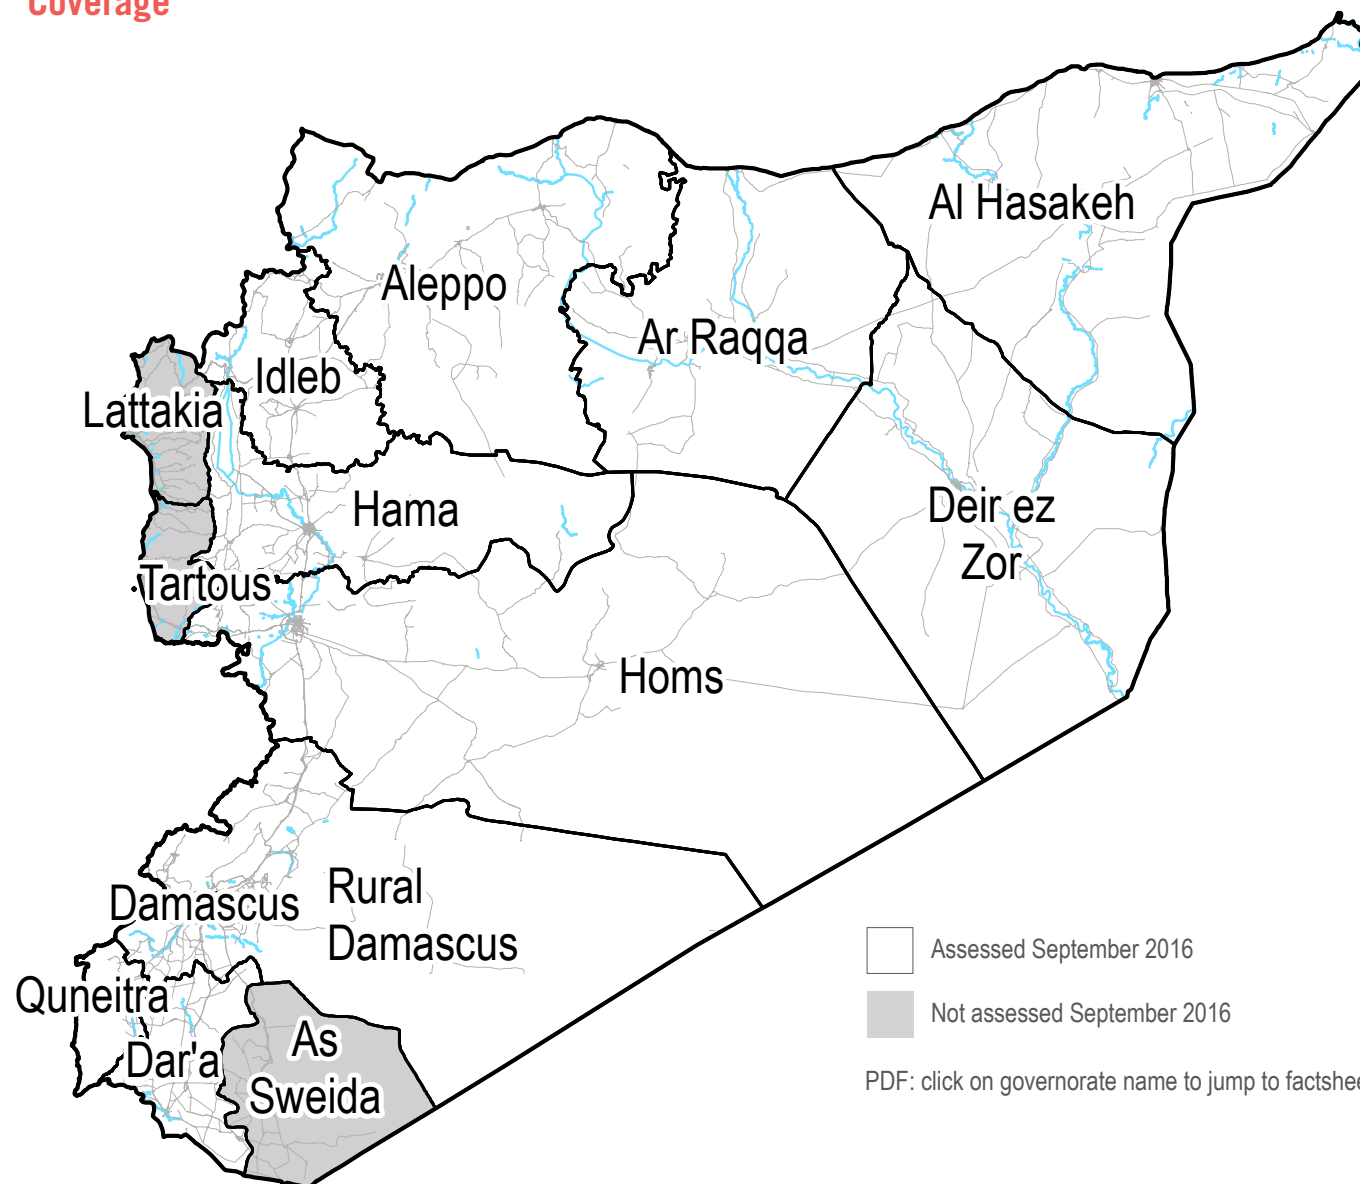 Coverage
Al Hasakeh
Aleppo
Ar Raqqa
Idleb
Lattakia
Hama
Deir ez
Zor
Tartous
Homs
Rural
Damascus
Damascus
Quneitra
Dar'a
As
Sweida
Assessed September 2016
Not assessed September 2016
PDF: click on governorate name to jump to factshee